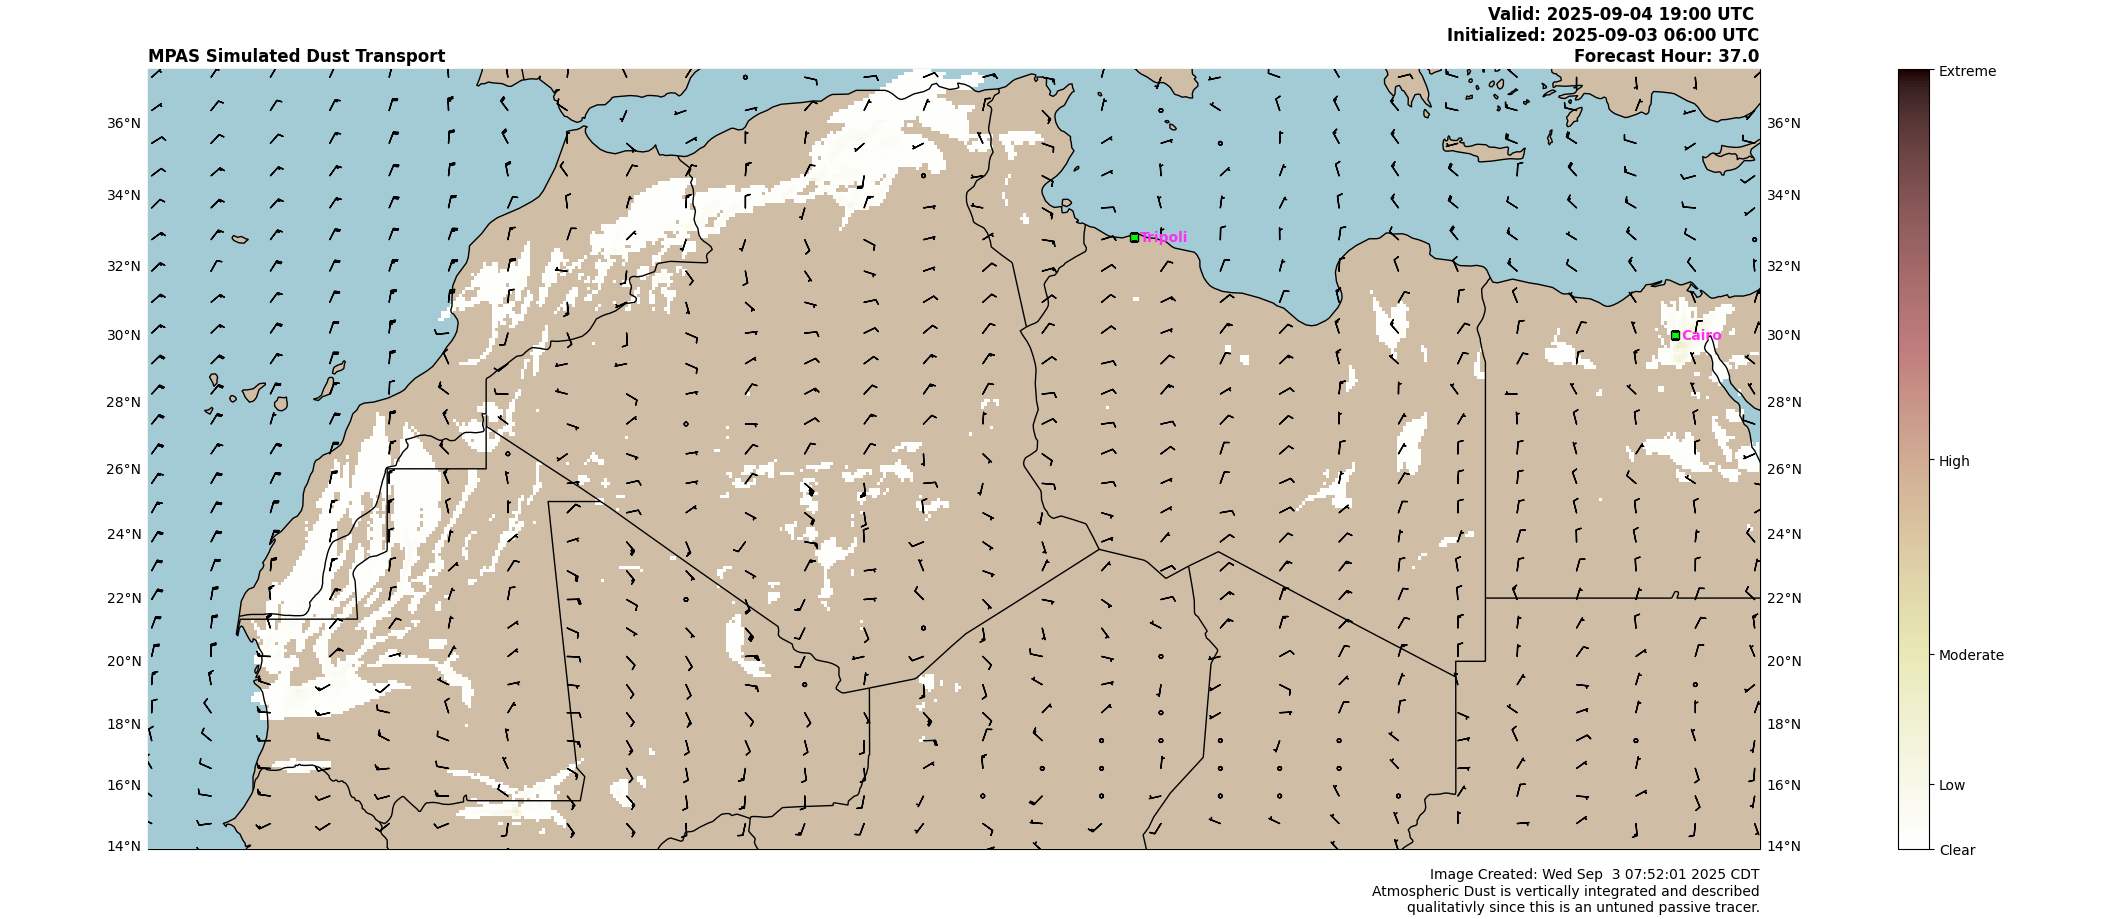 Valid: 2025-09-04 19:00 UTC
Initialized: 2025-09-03 06:00 UTC
MPAS Simulated Dust Transport
Forecast Hour: 37.0
Extreme
36°N 36°N
34°N 34°N
Tripoli
32°N 32°N
30°N Cairo 30°N
28°N 28°N
26°N 26°N
High
24°N 24°N
22°N 22°N
20°N 20°N
Moderate
18°N 18°N
16°N 16°N
Low
14°N 14°N
Clear
Image Created: Wed Sep  3 07:52:01 2025 CDT
Atmospheric Dust is vertically integrated and described
qualitativly since this is an untuned passive tracer.